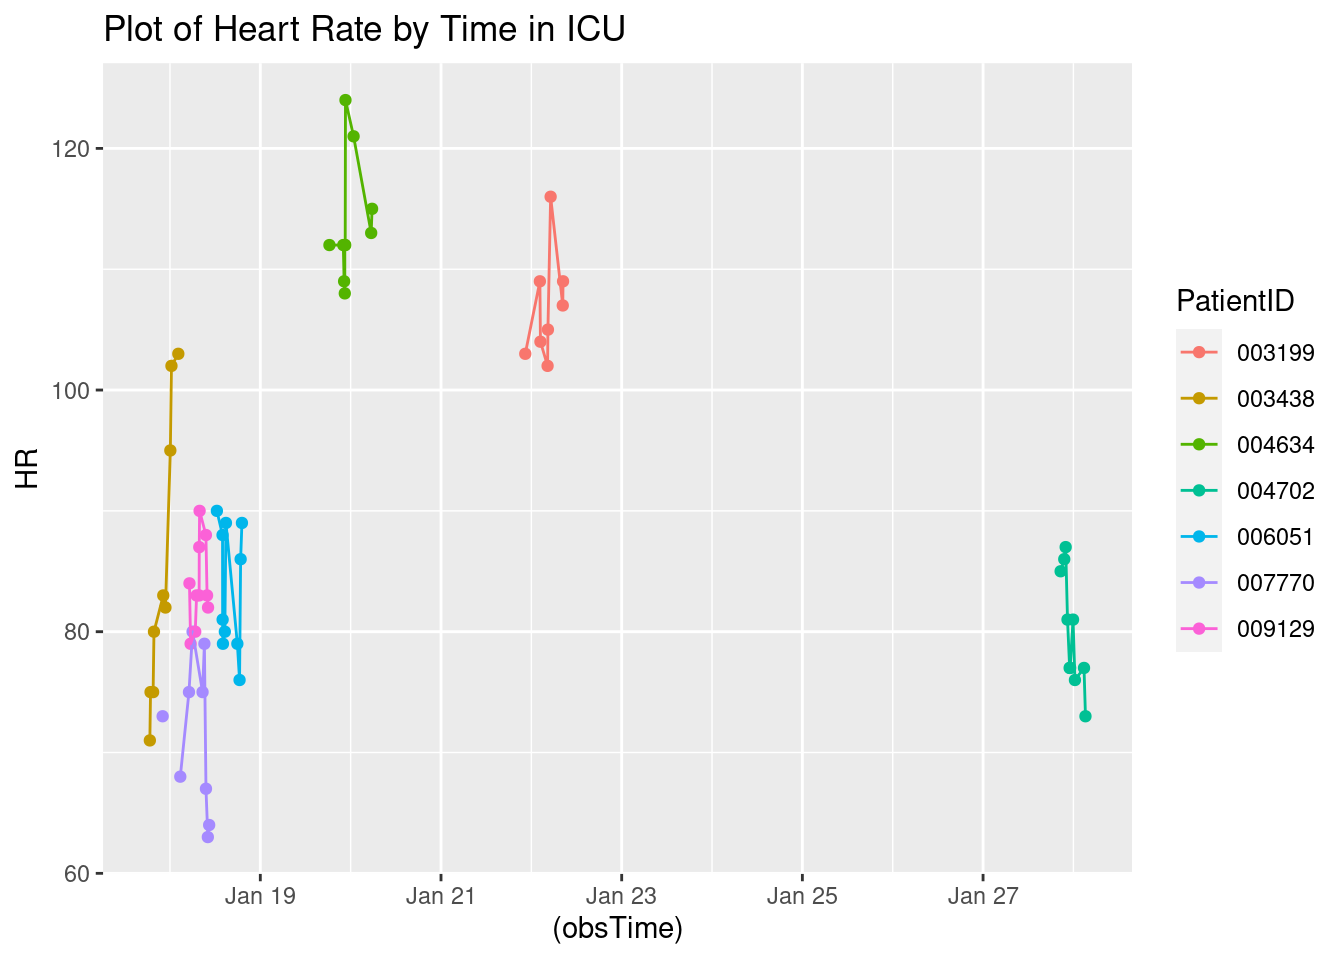 Plot of Heart Rate by Time in ICU
120
100
80
60
HR
Jan 19
Jan 21
Jan 23
Jan 25
Jan 27
(obsTime)
PatientID
003199
003438
004634
004702
006051
007770
009129